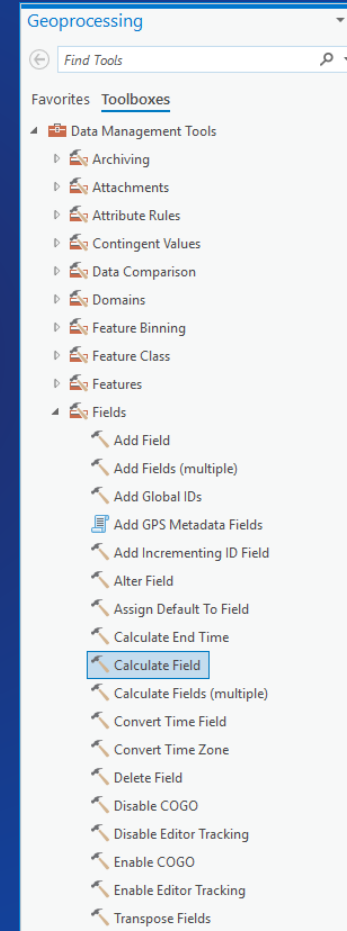 Geoprocessing
Find Tools
Favorites Toolboxes
Data Management Tools
Archiving
Attachments
Attribute Rules
Contingent Values
Data Comparison
Domains
Feature Binning
Feature Class
Features
Fields
Add Field
Add Fields (multiple)
Add Global IDs
Add GPS Metadata Fields
Add Incrementing ID Field
Alter Field
Assign Default To Field
Calculate End Time
Calculate Field
Calculate Fields (multiple)
Convert Time Field
Convert Time Zone
Delete Field
Disable COGO
Disable Editor Tracking
Enable COGO
Enable Editor Tracking
Transpose Fields